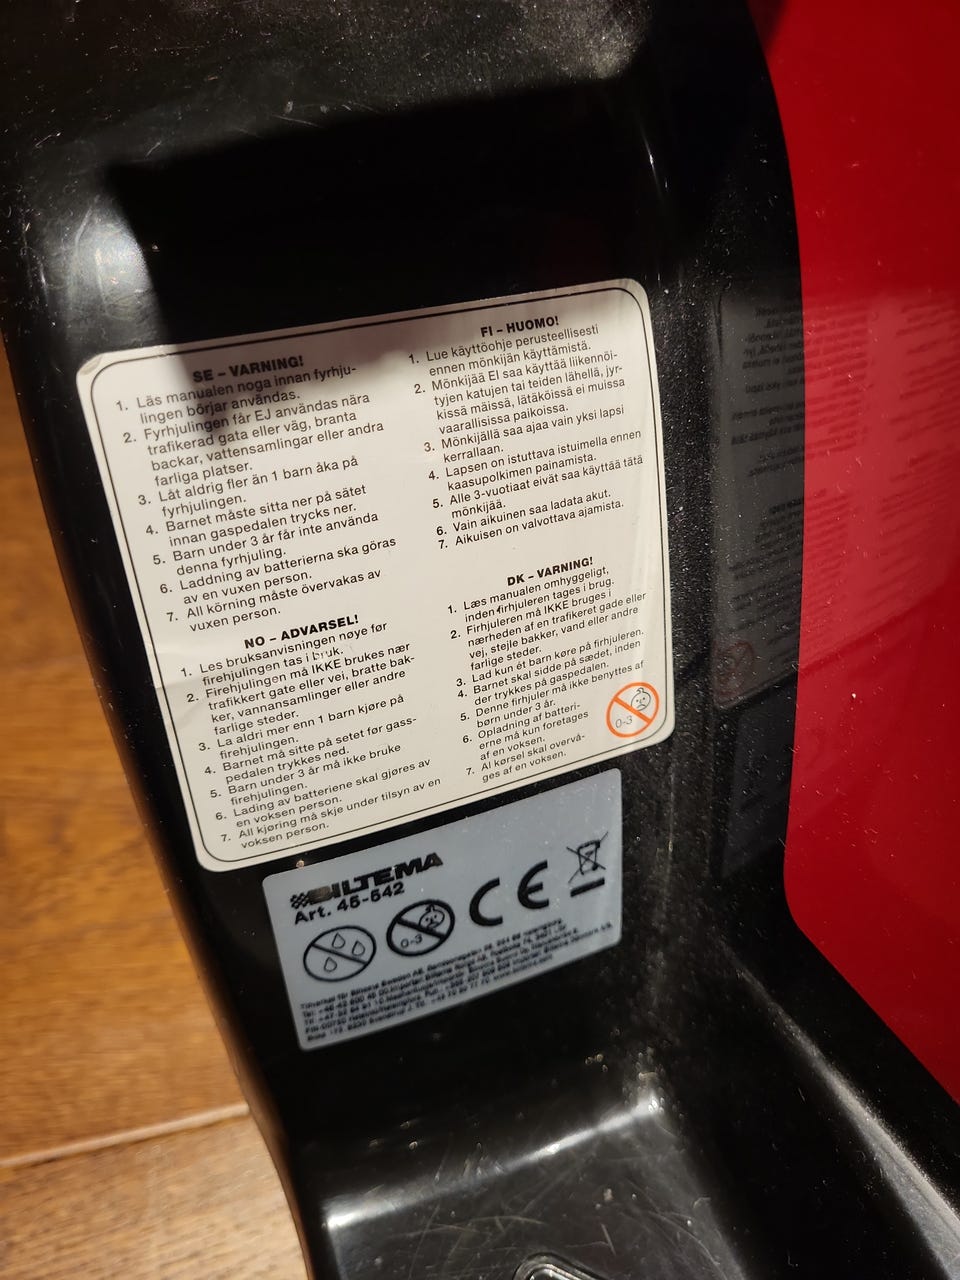 SE – VARNING!
1. Läs manualen noga innan fyrhju-
lingen börjar användas.
2. Fyrhjulingen får EJ användas nära
trafikerad gata eller väg, branta
backar, vattensamlingar eller andra
farliga platser.
3. Låt aldrig fler än 1 barn åka på
fyrhjulingen.
4. Barnet måste sitta ner på sätet
innan gaspedalen trycks ner.
5. Barn under 3 år får inte använda
denna fyrhjuling.
6. Laddning av batterierna ska göras
av en vuxen person.
7. All körning måste övervakas av
vuxen person.
NO – ADVARSEL!
1. Les bruksanvisningen nøye før
firehjulingen tas i bruk.
2. Firehjulingen må IKKE brukes nær
trafikkert gate eller vei, bratte bak-
ker, vannansamlinger eller andre
farlige steder.
3. La aldri mer enn 1 barn kjøre på
firehjulingen.
4. Barnet må sitte på setet før gass-
pedalen trykkes ned.
5. Barn under 3 år må ikke bruke
firehjulingen.
6. Lading av batteriene skal gjøres av
en voksen person.
7. All kjøring må skje under tilsyn av en
voksen person.
FI – HUOMO!
1. Lue käyttöohje perusteellisesti
ennen mönkijän käyttämistä.
2. Mönkijää EI saa käyttää liikennöi-
tyjen katujen tai teiden lähellä, jyr-
kissä mäissä, lätäköissä ei muissa
vaarallisissa paikoissa.
3. Mönkijällä saa ajaa vain yksi lapsi
kerrallaan.
4. Lapsen on istuttava istuimella ennen
kaasupolkimen painamista.
5. Alle 3-vuotiaat eivät saa käyttää tätä
mönkijää.
6. Vain aikuinen saa ladata akut.
7. Aikuisen on valvottava ajamista.
DK – VARNING!
1. Læs manualen omhyggeligt,
inden firhjuleren tages i brug.
2. Firhjuleren må IKKE bruges i
nærheden af en trafikeret gade eller
vej, stejle bakker, vand eller andre
farlige steder.
3. Lad kun ét barn køre på firhjuleren.
4. Barnet skal sidde på sædet, inden
der trykkes på gaspedalen.
5. Denne firhjuler må ikke benyttes af
børn under 3 år.
6. Opladning af batteri-
erne må kun foretages
af en voksen.
7. Al kørsel skal overvå-
ges af en voksen.
0-3
BILTEMA
Art. 45-542
0-3
CE